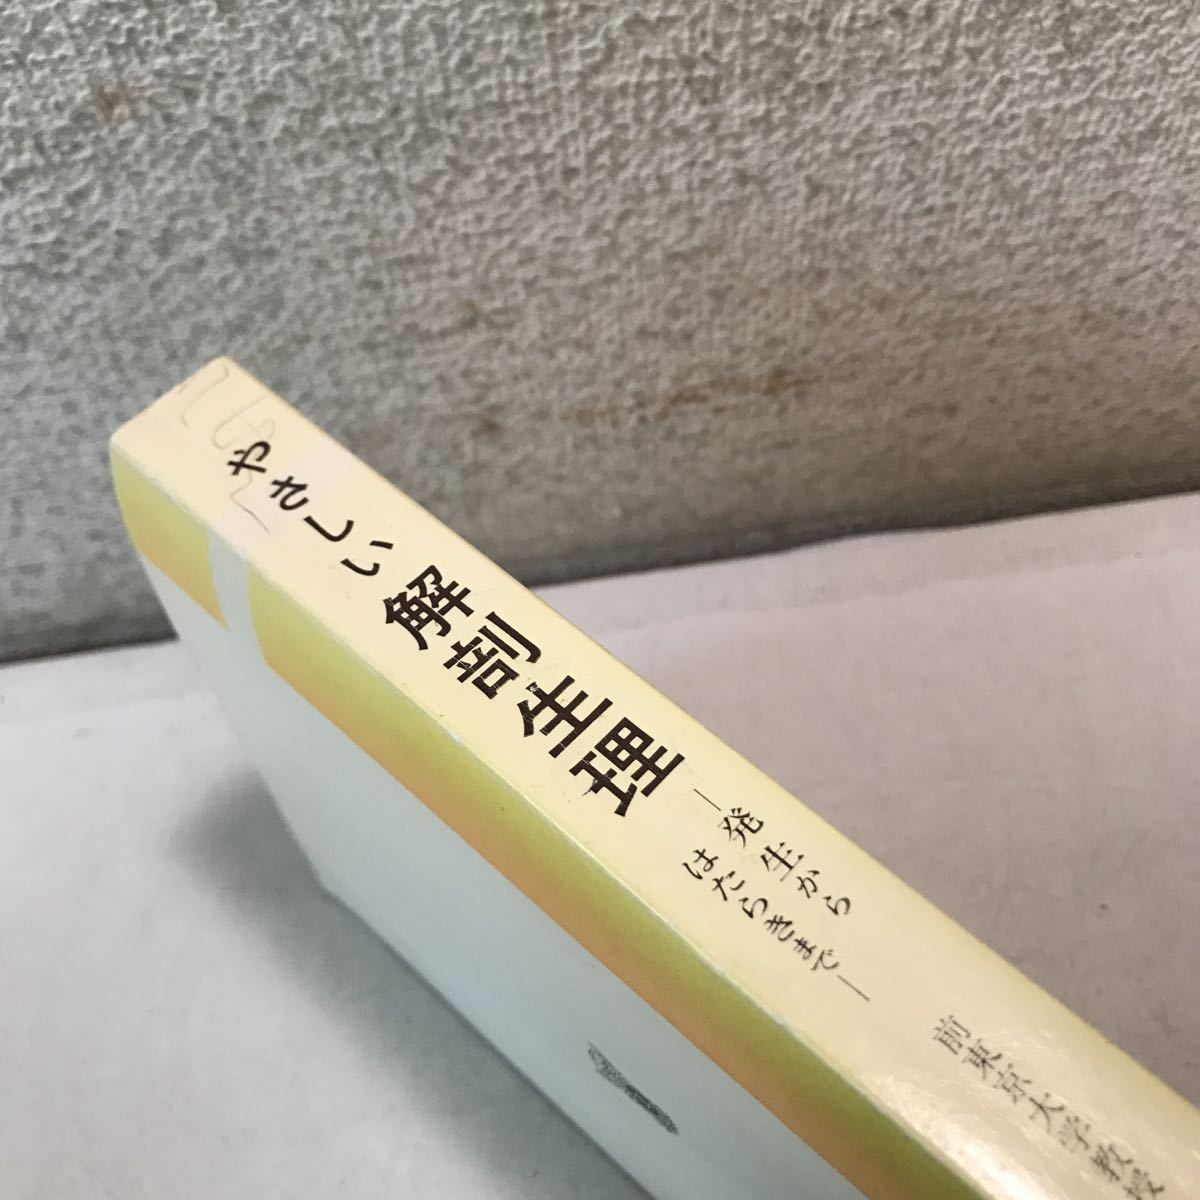 やさしい解剖生理
―発生から
はたらきまで―
前東京大学教授